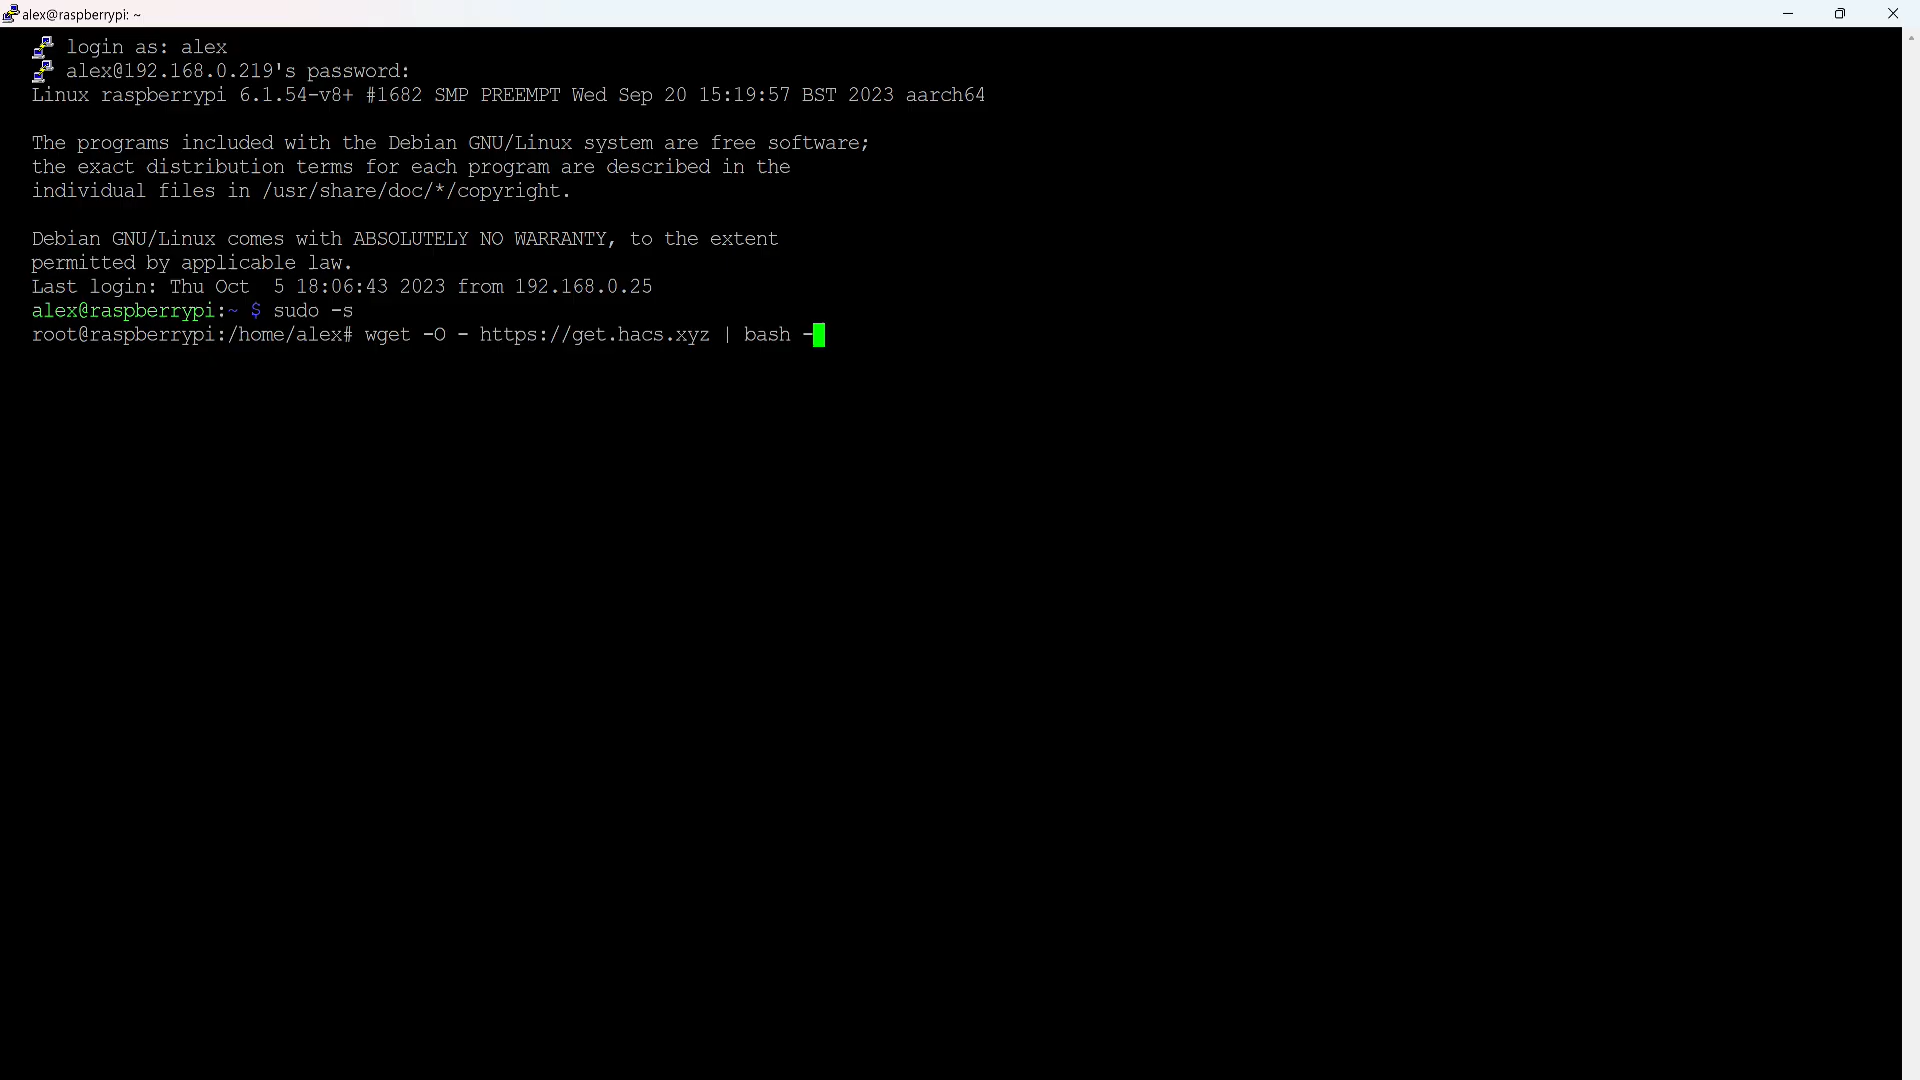 alex@raspberrypi: ~
login as: alex
alex@192.168.0.219's password:
Linux raspberrypi 6.1.54-v8+ #1682 SMP PREEMPT Wed Sep 20 15:19:57 BST 2023 aarch64
The programs included with the Debian GNU/Linux system are free software;
the exact distribution terms for each program are described in the
individual files in /usr/share/doc/*/copyright.
Debian GNU/Linux comes with ABSOLUTELY NO WARRANTY, to the extent
permitted by applicable law.
Last login: Thu Oct  5 18:06:43 2023 from 192.168.0.25
alex@raspberrypi:~ $ sudo -s
root@raspberrypi:/home/alex# wget -O - https://get.hacs.xyz | bash -